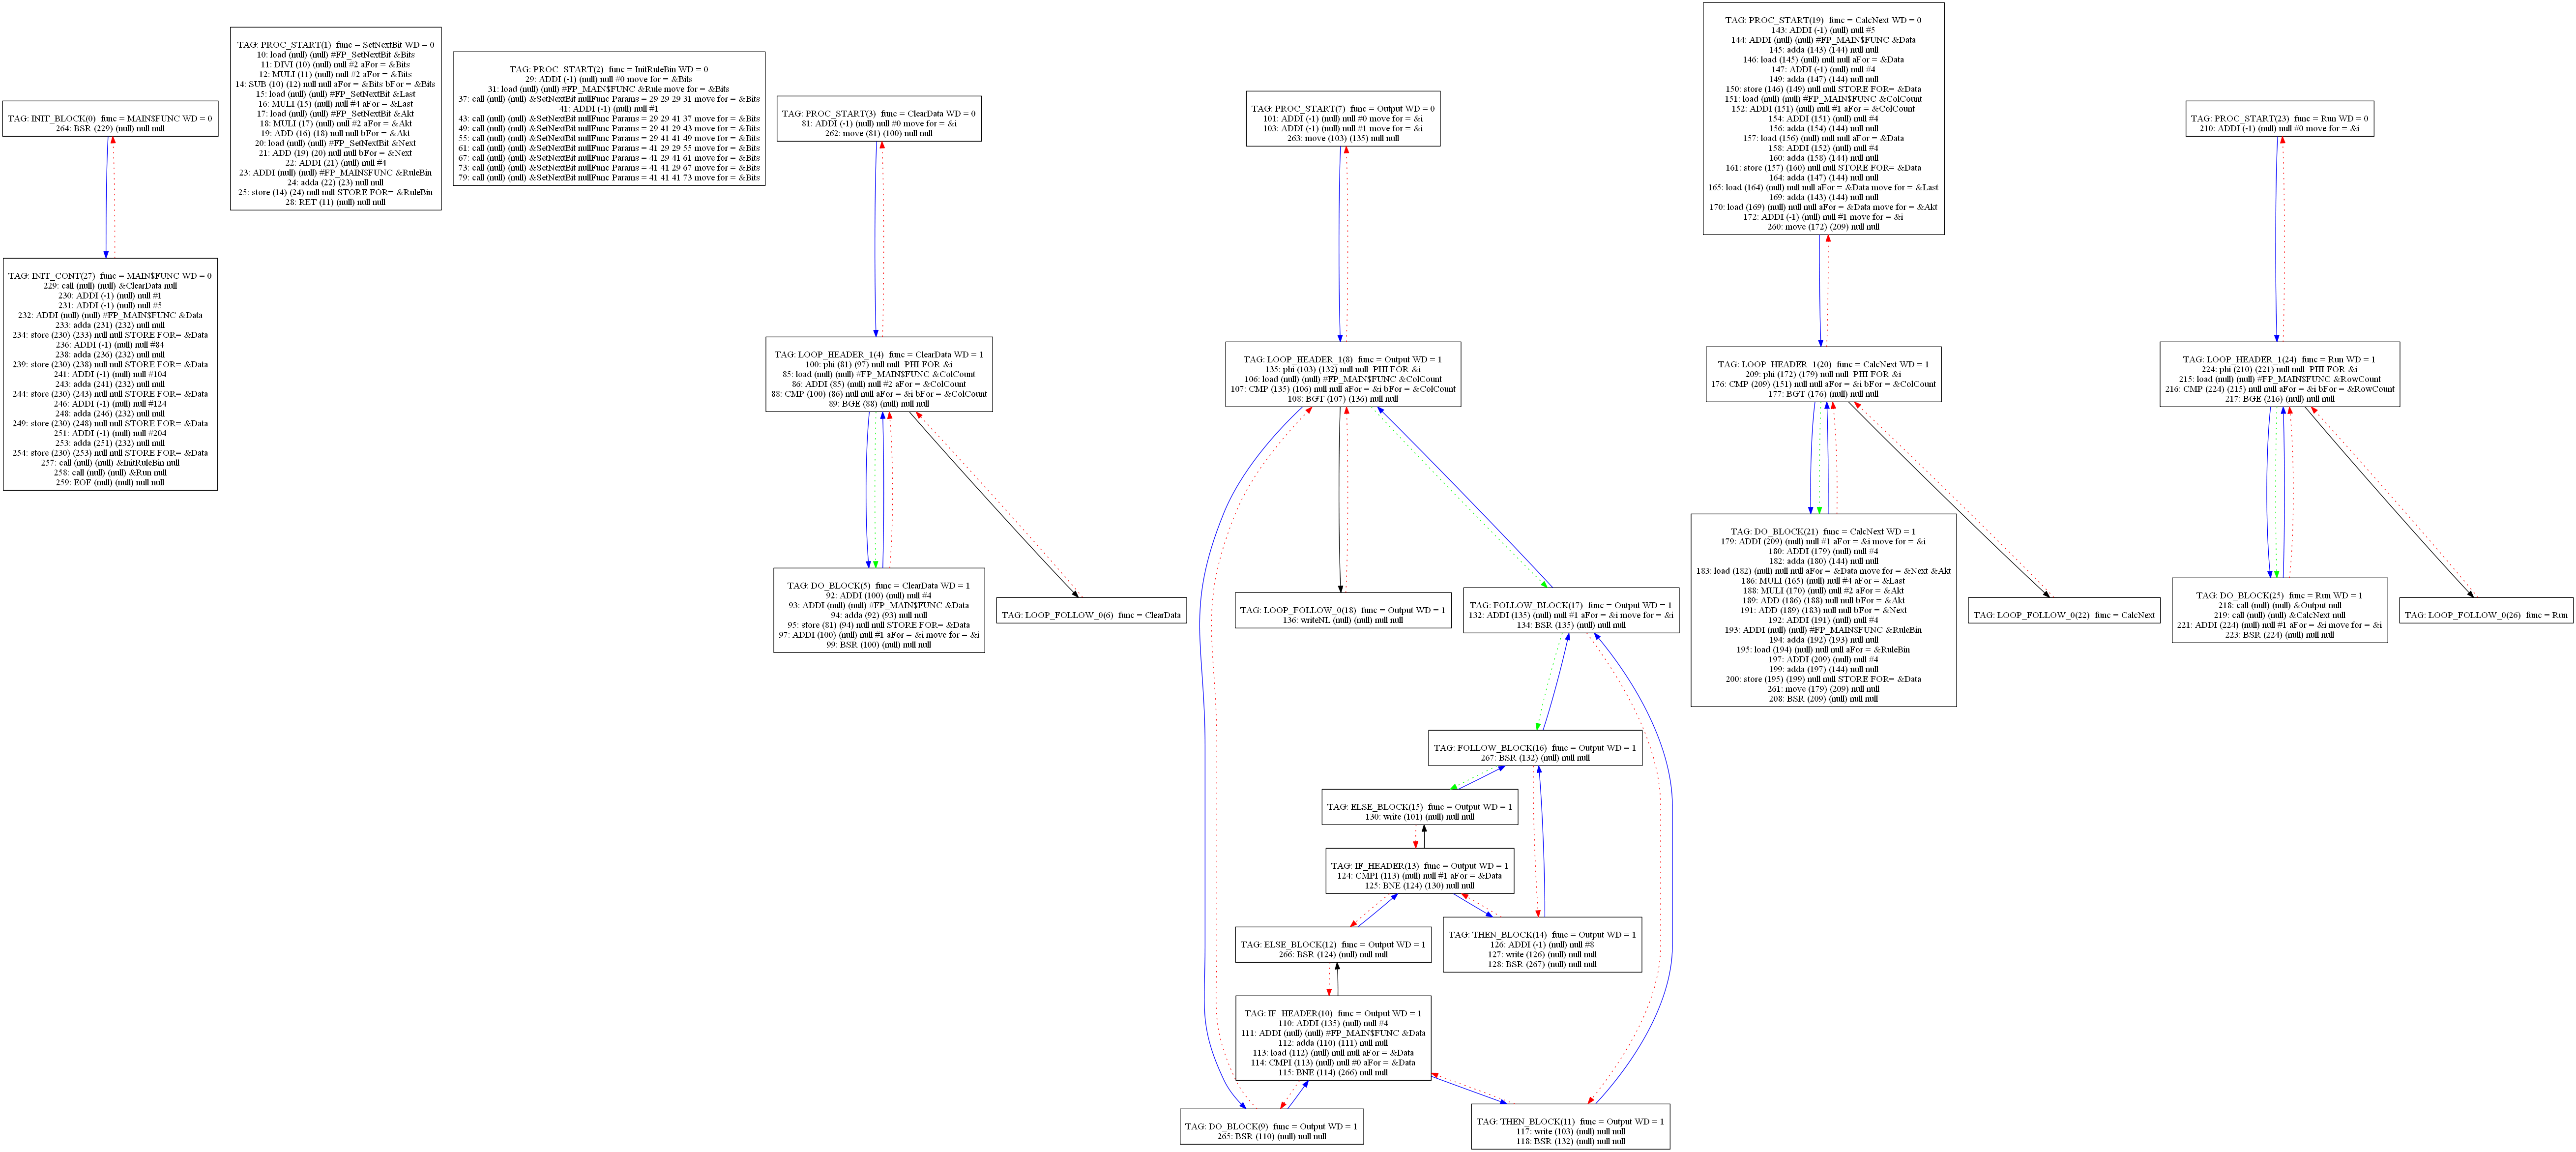 TAG: INIT_BLOCK(0)  func = MAIN$FUNC WD = 0
264: BSR (229) (null) null null
TAG: INIT_CONT(27)  func = MAIN$FUNC WD = 0
229: call (null) (null) &ClearData null
230: ADDI (-1) (null) null #1
231: ADDI (-1) (null) null #5
232: ADDI (null) (null) #FP_MAIN$FUNC &Data
233: adda (231) (232) null null
234: store (230) (233) null null STORE FOR= &Data
236: ADDI (-1) (null) null #84
238: adda (236) (232) null null
239: store (230) (238) null null STORE FOR= &Data
241: ADDI (-1) (null) null #104
243: adda (241) (232) null null
244: store (230) (243) null null STORE FOR= &Data
246: ADDI (-1) (null) null #124
248: adda (246) (232) null null
249: store (230) (248) null null STORE FOR= &Data
251: ADDI (-1) (null) null #204
253: adda (251) (232) null null
254: store (230) (253) null null STORE FOR= &Data
257: call (null) (null) &InitRuleBin null
258: call (null) (null) &Run null
259: EOF (null) (null) null null
TAG: PROC_START(1)  func = SetNextBit WD = 0
10: load (null) (null) #FP_SetNextBit &Bits
11: DIVI (10) (null) null #2 aFor = &Bits
12: MULI (11) (null) null #2 aFor = &Bits
14: SUB (10) (12) null null aFor = &Bits bFor = &Bits
15: load (null) (null) #FP_SetNextBit &Last
16: MULI (15) (null) null #4 aFor = &Last
17: load (null) (null) #FP_SetNextBit &Akt
18: MULI (17) (null) null #2 aFor = &Akt
19: ADD (16) (18) null null bFor = &Akt
20: load (null) (null) #FP_SetNextBit &Next
21: ADD (19) (20) null null bFor = &Next
22: ADDI (21) (null) null #4
23: ADDI (null) (null) #FP_MAIN$FUNC &RuleBin
24: adda (22) (23) null null
25: store (14) (24) null null STORE FOR= &RuleBin
28: RET (11) (null) null null
TAG: PROC_START(2)  func = InitRuleBin WD = 0
29: ADDI (-1) (null) null #0 move for = &Bits
31: load (null) (null) #FP_MAIN$FUNC &Rule move for = &Bits
37: call (null) (null) &SetNextBit nullFunc Params = 29 29 29 31 move for = &Bits
41: ADDI (-1) (null) null #1
43: call (null) (null) &SetNextBit nullFunc Params = 29 29 41 37 move for = &Bits
49: call (null) (null) &SetNextBit nullFunc Params = 29 41 29 43 move for = &Bits
55: call (null) (null) &SetNextBit nullFunc Params = 29 41 41 49 move for = &Bits
61: call (null) (null) &SetNextBit nullFunc Params = 41 29 29 55 move for = &Bits
67: call (null) (null) &SetNextBit nullFunc Params = 41 29 41 61 move for = &Bits
73: call (null) (null) &SetNextBit nullFunc Params = 41 41 29 67 move for = &Bits
79: call (null) (null) &SetNextBit nullFunc Params = 41 41 41 73 move for = &Bits
TAG: PROC_START(3)  func = ClearData WD = 0
81: ADDI (-1) (null) null #0 move for = &i
262: move (81) (100) null null
TAG: LOOP_HEADER_1(4)  func = ClearData WD = 1
100: phi (81) (97) null null  PHI FOR &i
85: load (null) (null) #FP_MAIN$FUNC &ColCount
86: ADDI (85) (null) null #2 aFor = &ColCount
88: CMP (100) (86) null null aFor = &i bFor = &ColCount
89: BGE (88) (null) null null
TAG: DO_BLOCK(5)  func = ClearData WD = 1
92: ADDI (100) (null) null #4
93: ADDI (null) (null) #FP_MAIN$FUNC &Data
94: adda (92) (93) null null
95: store (81) (94) null null STORE FOR= &Data
97: ADDI (100) (null) null #1 aFor = &i move for = &i
99: BSR (100) (null) null null
TAG: LOOP_FOLLOW_0(6)  func = ClearData
TAG: PROC_START(7)  func = Output WD = 0
101: ADDI (-1) (null) null #0 move for = &i
103: ADDI (-1) (null) null #1 move for = &i
263: move (103) (135) null null
TAG: LOOP_HEADER_1(8)  func = Output WD = 1
135: phi (103) (132) null null  PHI FOR &i
106: load (null) (null) #FP_MAIN$FUNC &ColCount
107: CMP (135) (106) null null aFor = &i bFor = &ColCount
108: BGT (107) (136) null null
TAG: LOOP_FOLLOW_0(18)  func = Output WD = 1
136: writeNL (null) (null) null null
TAG: FOLLOW_BLOCK(17)  func = Output WD = 1
132: ADDI (135) (null) null #1 aFor = &i move for = &i
134: BSR (135) (null) null null
TAG: FOLLOW_BLOCK(16)  func = Output WD = 1
267: BSR (132) (null) null null
TAG: ELSE_BLOCK(15)  func = Output WD = 1
130: write (101) (null) null null
TAG: IF_HEADER(13)  func = Output WD = 1
124: CMPI (113) (null) null #1 aFor = &Data
125: BNE (124) (130) null null
TAG: ELSE_BLOCK(12)  func = Output WD = 1
266: BSR (124) (null) null null
TAG: THEN_BLOCK(14)  func = Output WD = 1
126: ADDI (-1) (null) null #8
127: write (126) (null) null null
128: BSR (267) (null) null null
TAG: IF_HEADER(10)  func = Output WD = 1
110: ADDI (135) (null) null #4
111: ADDI (null) (null) #FP_MAIN$FUNC &Data
112: adda (110) (111) null null
113: load (112) (null) null null aFor = &Data
114: CMPI (113) (null) null #0 aFor = &Data
115: BNE (114) (266) null null
TAG: DO_BLOCK(9)  func = Output WD = 1
265: BSR (110) (null) null null
TAG: THEN_BLOCK(11)  func = Output WD = 1
117: write (103) (null) null null
118: BSR (132) (null) null null
TAG: PROC_START(19)  func = CalcNext WD = 0
143: ADDI (-1) (null) null #5
144: ADDI (null) (null) #FP_MAIN$FUNC &Data
145: adda (143) (144) null null
146: load (145) (null) null null aFor = &Data
147: ADDI (-1) (null) null #4
149: adda (147) (144) null null
150: store (146) (149) null null STORE FOR= &Data
151: load (null) (null) #FP_MAIN$FUNC &ColCount
152: ADDI (151) (null) null #1 aFor = &ColCount
154: ADDI (151) (null) null #4
156: adda (154) (144) null null
157: load (156) (null) null null aFor = &Data
158: ADDI (152) (null) null #4
160: adda (158) (144) null null
161: store (157) (160) null null STORE FOR= &Data
164: adda (147) (144) null null
165: load (164) (null) null null aFor = &Data move for = &Last
169: adda (143) (144) null null
170: load (169) (null) null null aFor = &Data move for = &Akt
172: ADDI (-1) (null) null #1 move for = &i
260: move (172) (209) null null
TAG: LOOP_HEADER_1(20)  func = CalcNext WD = 1
209: phi (172) (179) null null  PHI FOR &i
176: CMP (209) (151) null null aFor = &i bFor = &ColCount
177: BGT (176) (null) null null
TAG: DO_BLOCK(21)  func = CalcNext WD = 1
179: ADDI (209) (null) null #1 aFor = &i move for = &i
180: ADDI (179) (null) null #4
182: adda (180) (144) null null
183: load (182) (null) null null aFor = &Data move for = &Next &Akt
186: MULI (165) (null) null #4 aFor = &Last
188: MULI (170) (null) null #2 aFor = &Akt
189: ADD (186) (188) null null bFor = &Akt
191: ADD (189) (183) null null bFor = &Next
192: ADDI (191) (null) null #4
193: ADDI (null) (null) #FP_MAIN$FUNC &RuleBin
194: adda (192) (193) null null
195: load (194) (null) null null aFor = &RuleBin
197: ADDI (209) (null) null #4
199: adda (197) (144) null null
200: store (195) (199) null null STORE FOR= &Data
261: move (179) (209) null null
208: BSR (209) (null) null null
TAG: LOOP_FOLLOW_0(22)  func = CalcNext
TAG: PROC_START(23)  func = Run WD = 0
210: ADDI (-1) (null) null #0 move for = &i
TAG: LOOP_HEADER_1(24)  func = Run WD = 1
224: phi (210) (221) null null  PHI FOR &i
215: load (null) (null) #FP_MAIN$FUNC &RowCount
216: CMP (224) (215) null null aFor = &i bFor = &RowCount
217: BGE (216) (null) null null
TAG: DO_BLOCK(25)  func = Run WD = 1
218: call (null) (null) &Output null
219: call (null) (null) &CalcNext null
221: ADDI (224) (null) null #1 aFor = &i move for = &i
223: BSR (224) (null) null null
TAG: LOOP_FOLLOW_0(26)  func = Run